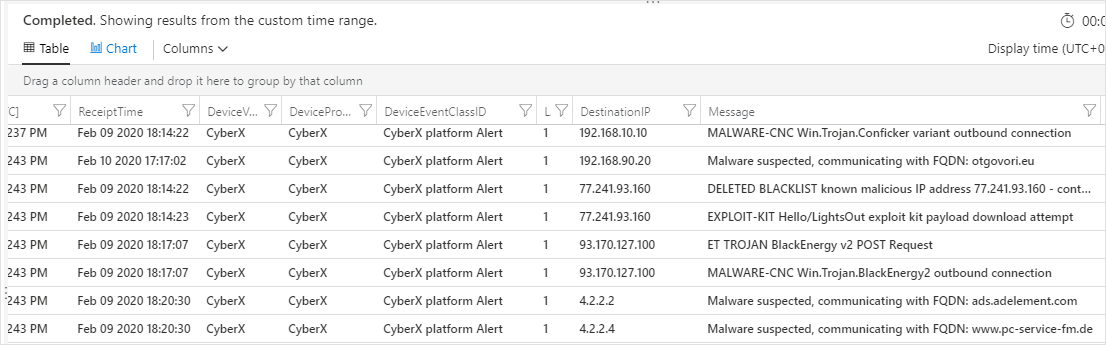 Completed. Showing results from the custom time range. 00:0
Table Chart Columns Display time (UTC+0
Drag a column header and drop it here to group by that column
C] ReceiptTime DeviceV... DevicePro... DeviceEventClassID L DestinationIP Message
237 PM Feb 09 2020 18:14:22 CyberX CyberX CyberX platform Alert 1 192.168.10.10 MALWARE-CNC Win.Trojan.Conficker variant outbound connection
243 PM Feb 10 2020 17:17:02 CyberX CyberX CyberX platform Alert 1 192.168.90.20 Malware suspected, communicating with FQDN: otgovori.eu
243 PM Feb 09 2020 18:14:22 CyberX CyberX CyberX platform Alert 1 77.241.93.160 DELETED BLACKLIST known malicious IP address 77.241.93.160 - cont...
243 PM Feb 09 2020 18:14:23 CyberX CyberX CyberX platform Alert 1 77.241.93.160 EXPLOIT-KIT Hello/LightsOut exploit kit payload download attempt
243 PM Feb 09 2020 18:17:07 CyberX CyberX CyberX platform Alert 1 93.170.127.100 ET TROJAN BlackEnergy v2 POST Request
243 PM Feb 09 2020 18:17:07 CyberX CyberX CyberX platform Alert 1 93.170.127.100 MALWARE-CNC Win.Trojan.BlackEnergy2 outbound connection
243 PM Feb 09 2020 18:20:30 CyberX CyberX CyberX platform Alert 1 4.2.2.2 Malware suspected, communicating with FQDN: ads.adelement.com
243 PM Feb 09 2020 18:20:30 CyberX CyberX CyberX platform Alert 1 4.2.2.4 Malware suspected, communicating with FQDN: www.pc-service-fm.de